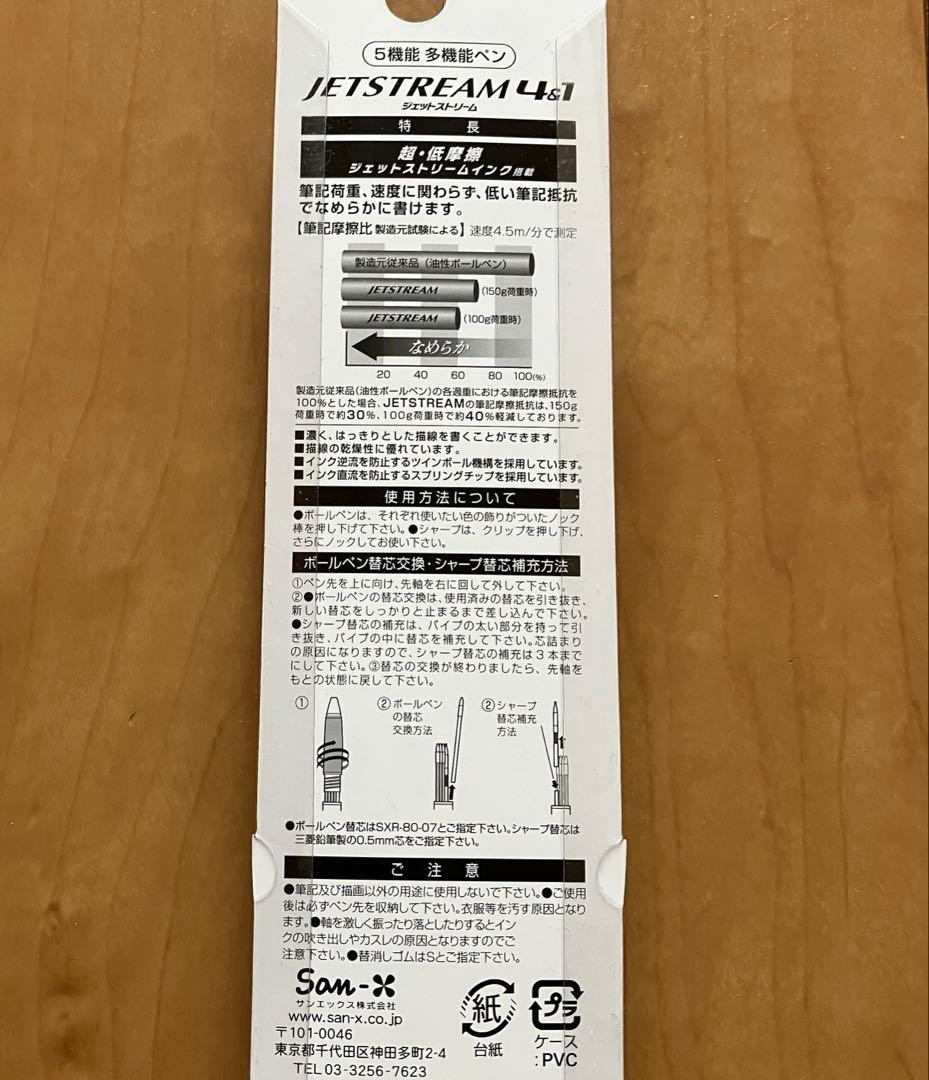 5機能 多機能ペン
JETSTREAM 4&1
ジェットストリーム
特長
超・低摩擦
ジェットストリームインク搭載
筆記荷重、速度に関わらず、低い筆記抵抗
でなめらかに書けます。
【筆記摩擦比 製造元試験による】速度4.5m/分で測定
製造元従来品（油性ボールペン）
JETSTREAM (150g荷重時)
JETSTREAM (100g荷重時)
なめらか
20 40 60 80 100(%)
製造元従来品(油性ボールペン)の各過重における筆記摩擦抵抗を
100%とした場合、JETSTREAMの筆記摩擦抵抗は、150g
荷重時で約30%、100g荷重時で約40%軽減しております。
■濃く、はっきりとした描線を書くことができます。
■描線の乾燥性に優れています。
■インク逆流を防止するツインボール機構を採用しています。
■インク直流を防止するスプリングチップを採用しています。
使用方法について
●ボールペンは、それぞれ使いたい色の飾りがついたノック
棒を押し下げて下さい。●シャープは、クリップを押し下げ、
さらにノックしてお使い下さい。
ボールペン替芯交換・シャープ替芯補充方法
①ペン先を上に向け、先軸を右に回して外して下さい。
②●ボールペンの替芯交換は、使用済みの替芯を引き抜き、
新しい替芯をしっかりと止まるまで差し込んで下さい。
●シャープ替芯の補充は、パイプの太い部分を持って引
き抜き、パイプの中に替芯を補充して下さい。芯詰まり
の原因になりますので、シャープ替芯の補充は3本まで
にして下さい。③替芯の交換が終わりましたら、先軸を
もとの状態に戻して下さい。
①
②ボールペン
の替芯
交換方法
②シャープ
替芯補充
方法
●ボールペン替芯はSXR-80-07とご指定下さい。シャープ替芯は
三菱鉛筆製の0.5mm芯をご指定下さい。
ご注意
●筆記及び描画以外の用途に使用しないで下さい。●ご使用
後は必ずペン先を収納して下さい。衣服等を汚す原因となり
ます。●軸を激しく振ったり落としたりするとイン
クの吹き出しやカスレの原因となりますのでご
注意下さい。●替消しゴムはSとご指定下さい。
San-X
サンエックス株式会社
www.san-x.co.jp
〒101-0046
東京都千代田区神田多町2-4
TEL 03-3256-7623
紙
台紙
プラ
ケース
:PVC